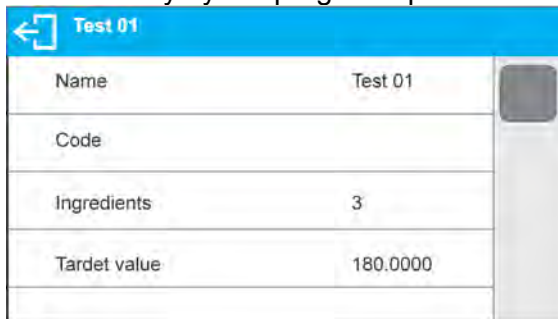 Test 01
Name Test 01
Code
Ingredients 3
Tardet value 180.0000